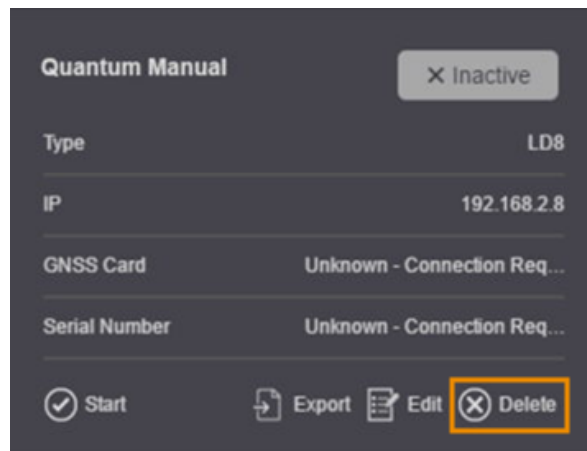 Quantum Manual
X Inactive
Type LD8
IP 192.168.2.8
GNSS Card Unknown - Connection Req...
Serial Number Unknown - Connection Req...
Start Export Edit Delete